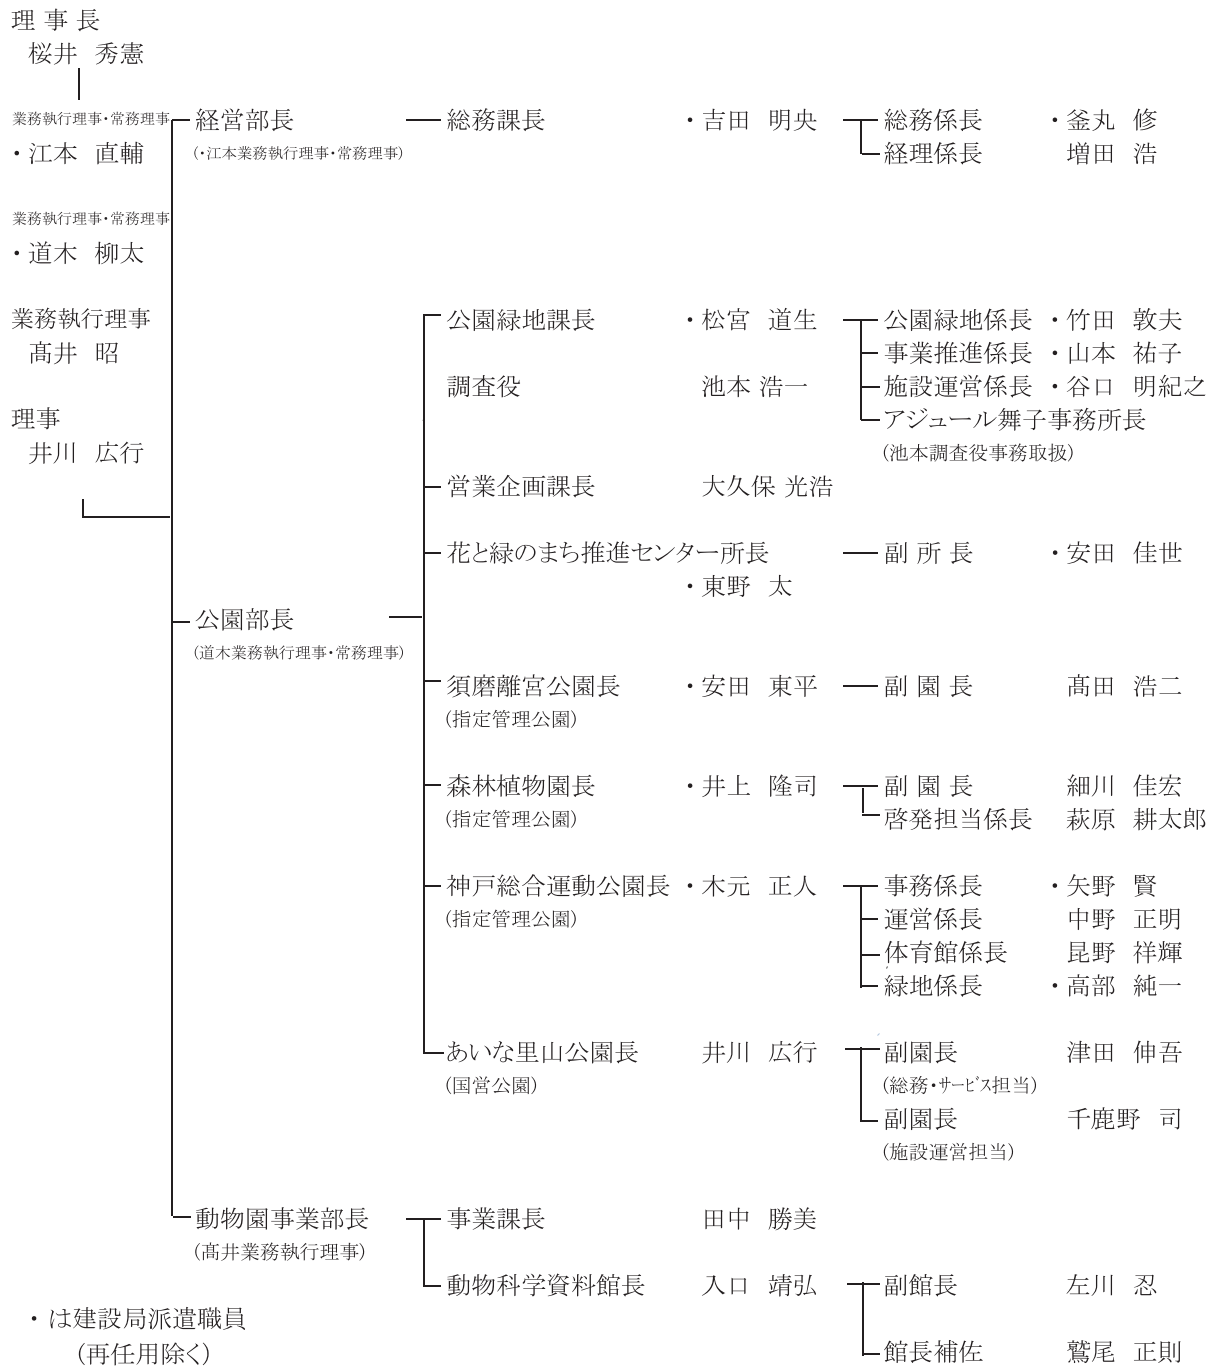 理 事 長
桜井 秀憲
業務執行理事・常務理事 経営部長 総務課長 ・吉田 明央 総務係長 ・釜丸 修
・江本 直輔 (・江本業務執行理事・常務理事) 経理係長 増田 浩
業務執行理事・常務理事
・道木 柳太
業務執行理事 公園緑地課長 ・松宮 道生 公園緑地係長 ・竹田 敦夫
髙井 昭 事業推進係長 ・山本 祐子
調査役 池本 浩一 施設運営係長 ・谷口 明紀之
理事 アジュール舞子事務所長
井川 広行 (池本調査役事務取扱)
営業企画課長 大久保 光浩
花と緑のまち推進センター所長 副 所 長 ・安田 佳世
・東野 太
公園部長
(道木業務執行理事・常務理事)
須磨離宮公園長 ・安田 東平 副 園 長 髙田 浩二
(指定管理公園)
森林植物園長 ・井上 隆司 副 園 長 細川 佳宏
(指定管理公園) 啓発担当係長 萩原 耕太郎
神戸総合運動公園長 ・木元 正人 事務係長 ・矢野 賢
(指定管理公園) 運営係長 中野 正明
体育館係長 昆野 祥輝
緑地係長 ・高部 純一
あいな里山公園長 井川 広行 副園長 津田 伸吾
(国営公園) (総務・サービス担当)
副園長 千鹿野 司
(施設運営担当)
動物園事業部長 事業課長 田中 勝美
(髙井業務執行理事)
動物科学資料館長 入口 靖弘 副館長 左川 忍
・ は建設局派遣職員
(再任用除く) 館長補佐 鷲尾 正則